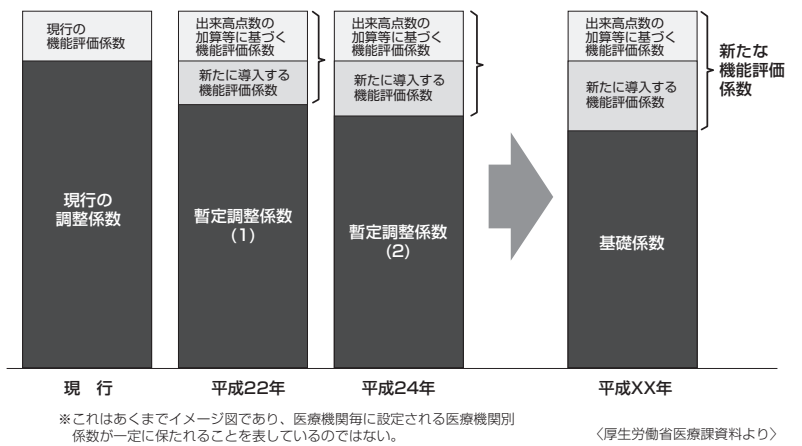 現行の
機能評価係数
現行の
調整係数
現 行
出来高点数の
加算等に基づく
機能評価係数
新たに導入する
機能評価係数
暫定調整係数
(1)
平成22年
出来高点数の
加算等に基づく
機能評価係数
新たに導入する
機能評価係数
暫定調整係数
(2)
平成24年
出来高点数の
加算等に基づく
機能評価係数
新たに導入する
機能評価係数
基礎係数
平成XX年
新たな
機能評価
係数
※これはあくまでイメージ図であり、医療機関毎に設定される医療機関別
係数が一定に保たれることを表しているのではない。
〈厚生労働省医療課資料より〉